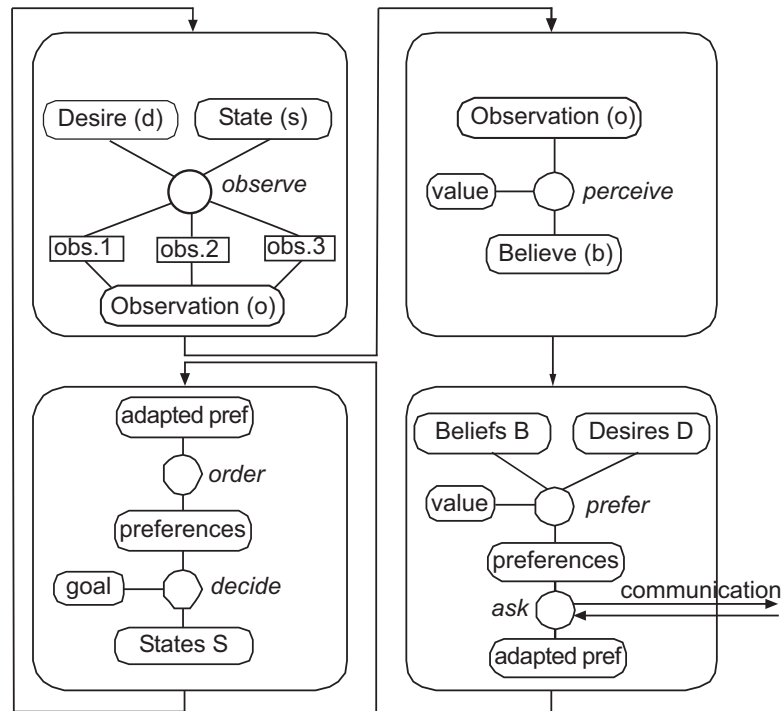 Desire (d)
State (s)
observe
obs.1
obs.2
obs.3
Observation (o)
Observation (o)
value
perceive
Believe (b)
adapted pref
order
preferences
goal
decide
States S
Beliefs B
Desires D
value
prefer
preferences
communication
ask
adapted pref